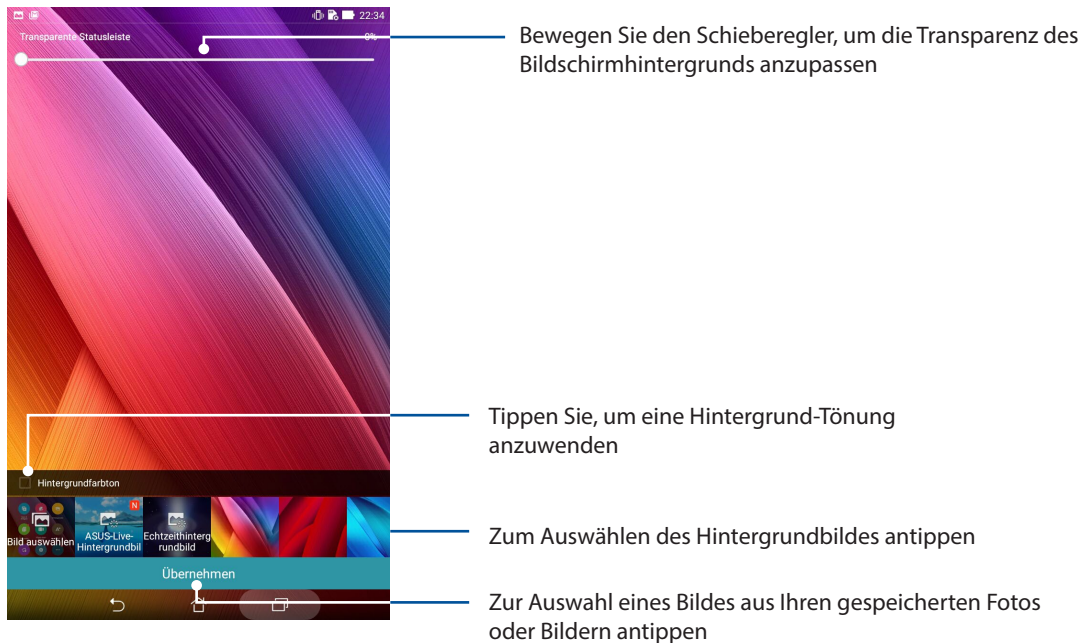 22:34
Transparente Statusleiste 0%
Bewegen Sie den Schieberegler, um die Transparenz des
Bildschirmhintergrunds anzupassen
Tippen Sie, um eine Hintergrund-Tönung
anzuwenden
Hintergrundfarbton
N
Bild auswählen
ASUS-Live-
Hintergrundbil
Echtzeithinterg
rundbild
Zum Auswählen des Hintergrundbildes antippen
Übernehmen
Zur Auswahl eines Bildes aus Ihren gespeicherten Fotos
oder Bildern antippen